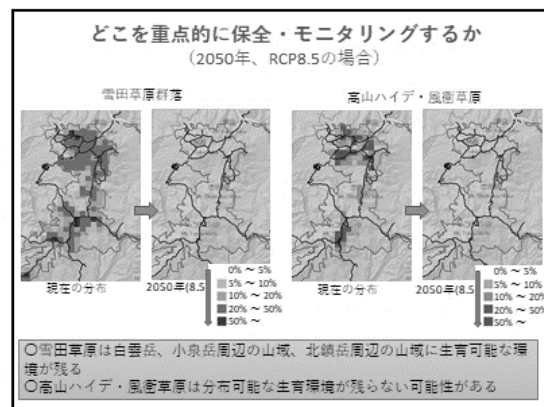 どこを重点的に保全・モニタリングするか
（2050年、RCP8.5の場合）
雪田草原群落
高山ハイデ・風衝草原
0% ～ 5%
5% ～ 10%
10% ～ 20%
20% ～ 50%
50% ～
現在の分布
2050年(8.5
0% ～ 5%
5% ～ 10%
10% ～ 20%
20% ～ 50%
50% ～
現在の分布
2050年(8.5
〇雪田草原は白雲岳、小泉岳周辺の山域、北鎮岳周辺の山域に生育可能な環
境が残る
〇高山ハイデ・風衝草原は分布可能な生育環境が残らない可能性がある